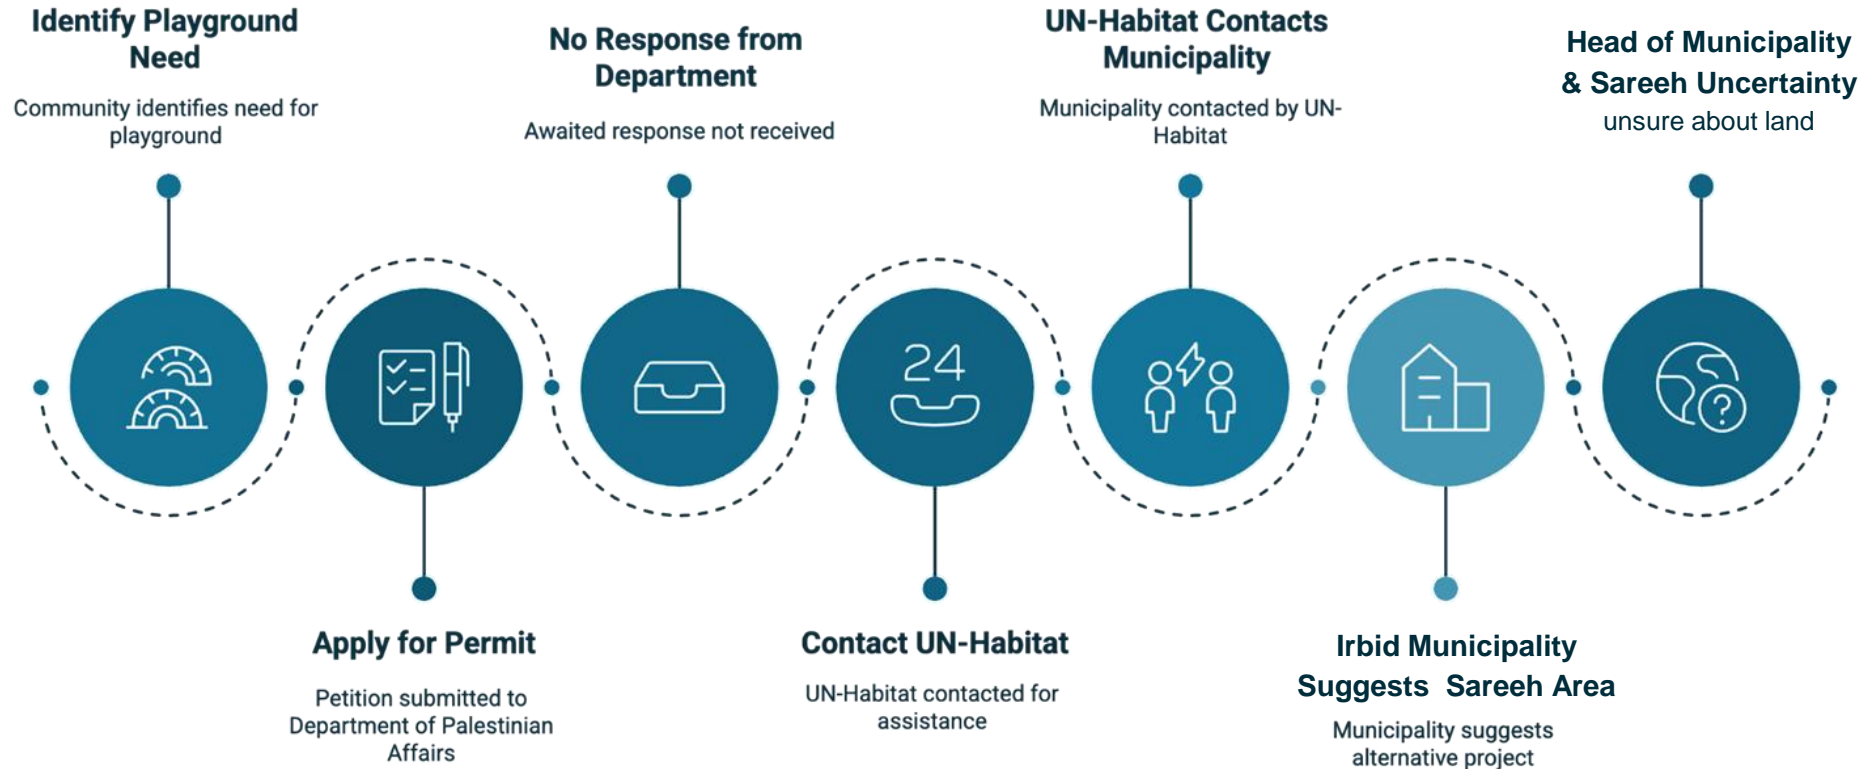 Identify Playground
Need
Community identifies need for
playground
Apply for Permit
Petition submitted to
Department of Palestinian
Affairs
No Response from
Department
Awaited response not received
24
Contact UN-Habitat
UN-Habitat contacted for
assistance
UN-Habitat Contacts
Municipality
Municipality contacted by UN-
Habitat
Irbid Municipality
Suggests Sareeh Area
Municipality suggests
alternative project
Head of Municipality
& Sareeh Uncertainty
unsure about land
?